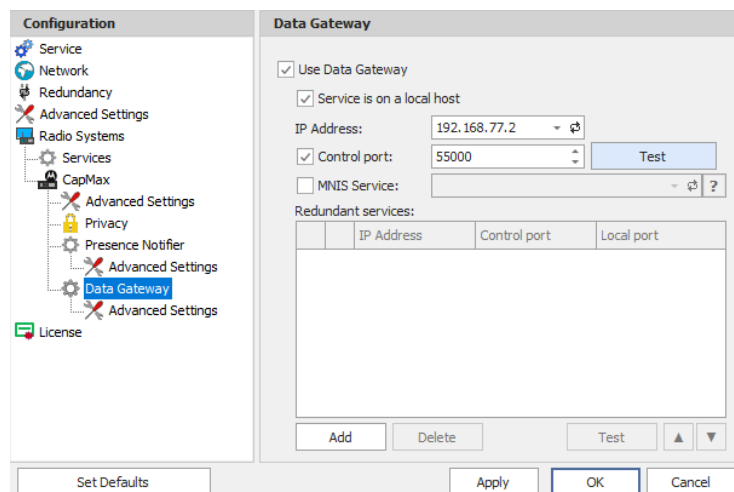 Configuration
Service
Network
Redundancy
Advanced Settings
Radio Systems
Services
CapMax
Advanced Settings
Privacy
Presence Notifier
Advanced Settings
Data Gateway
Advanced Settings
License
Data Gateway
Use Data Gateway
Service is on a local host
IP Address: 192.168.77.2
Control port: 55000 Test
MNIS Service: ?
Redundant services:
IP Address Control port Local port
Add Delete Test
Set Defaults Apply OK Cancel